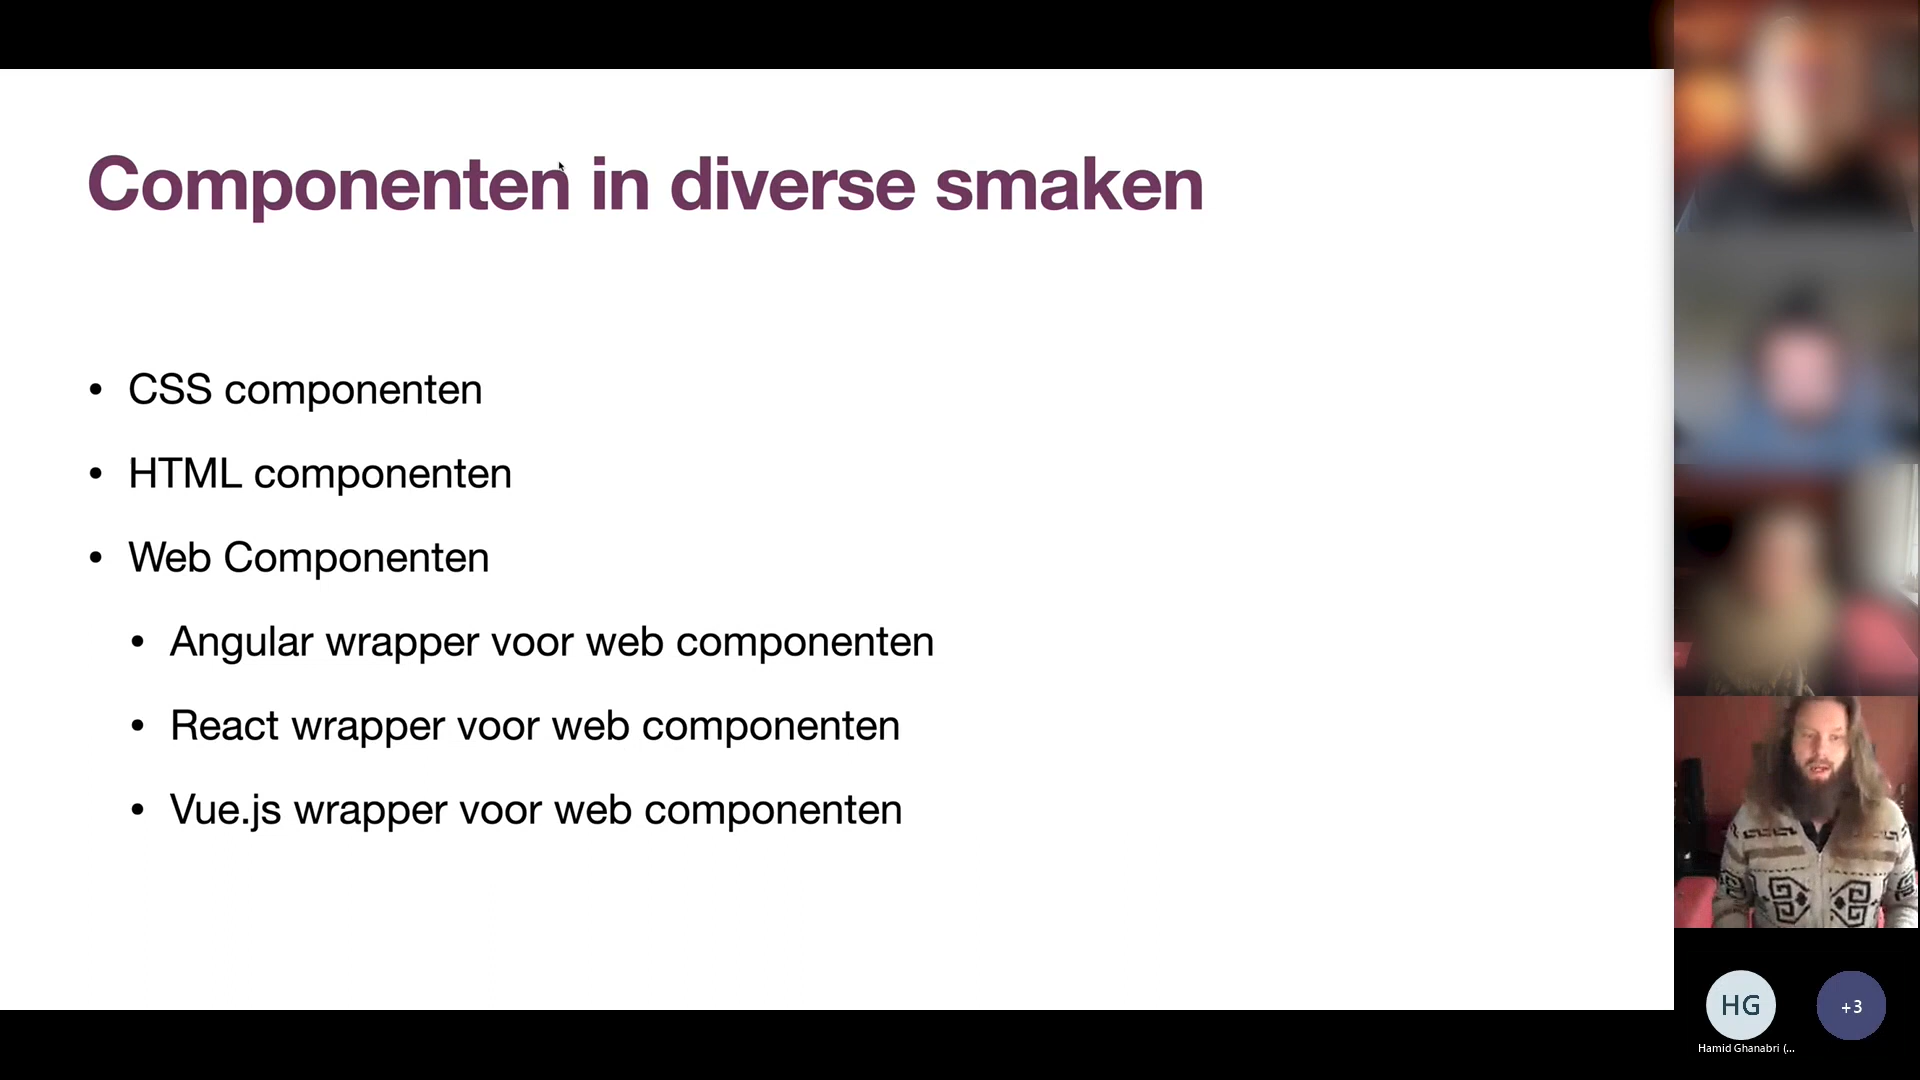 Componenten in diverse smaken
• CSS componenten
• HTML componenten
• Web Componenten
• Angular wrapper voor web componenten
• React wrapper voor web componenten
• Vue.js wrapper voor web componenten
HG
+3
Hamid Ghanabri (...